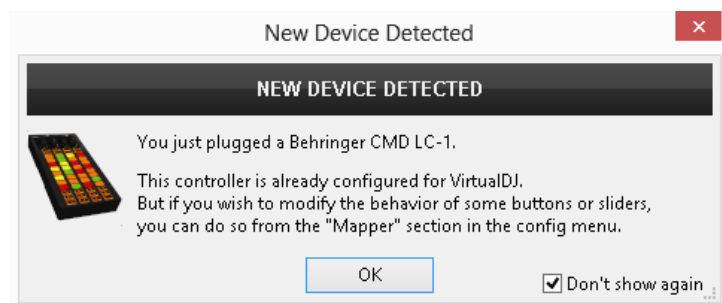 New Device Detected
NEW DEVICE DETECTED
You just plugged a Behringer CMD LC-1.
This controller is already configured for VirtualDJ.
But if you wish to modify the behavior of some buttons or sliders,
you can do so from the "Mapper" section in the config menu.
OK
Don't show again